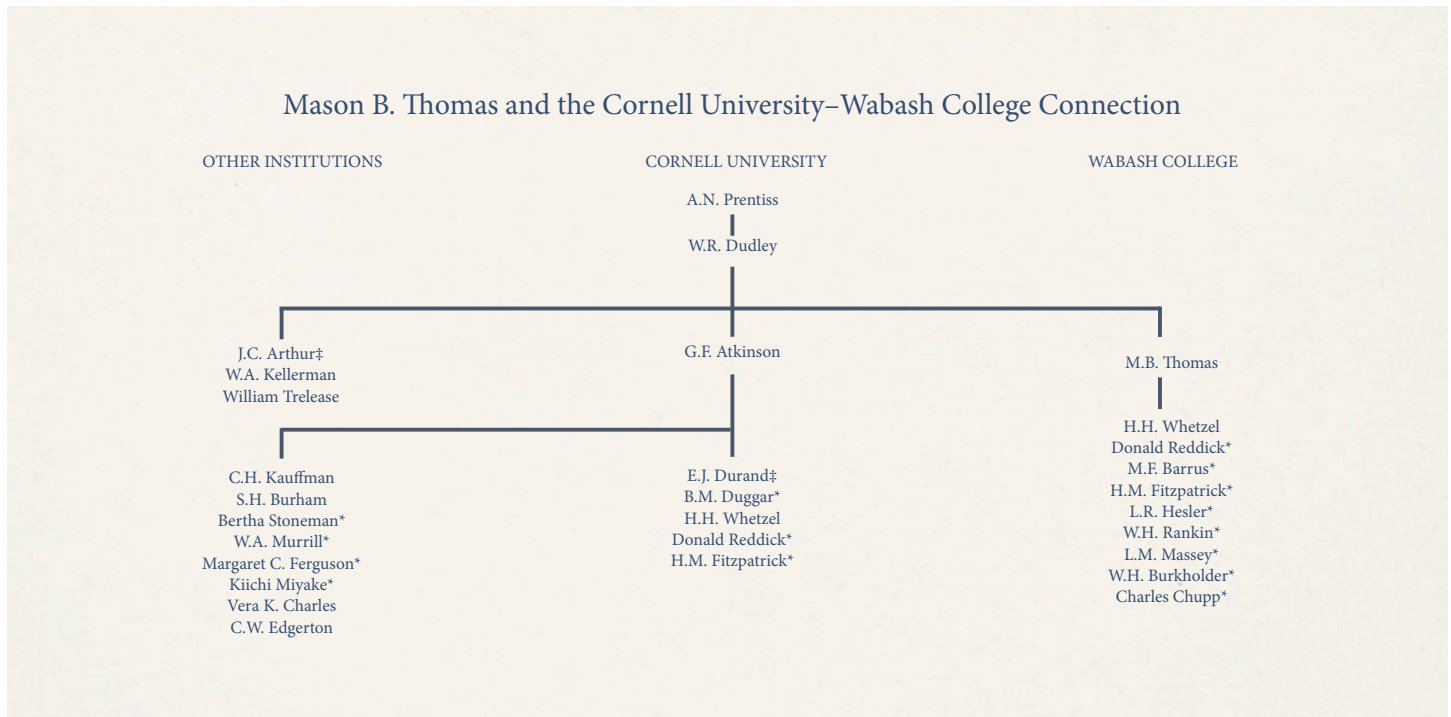 Mason B. Thomas and the Cornell University–Wabash College Connection
OTHER INSTITUTIONS
CORNELL UNIVERSITY
WABASH COLLEGE
A.N. Prentiss
W.R. Dudley
J.C. Arthur‡
W.A. Kellerman
William Trelease
G.F. Atkinson
M.B. Thomas
C.H. Kauffman
S.H. Burham
Bertha Stoneman*
W.A. Murrill*
Margaret C. Ferguson*
Kiichi Miyake*
Vera K. Charles
C.W. Edgerton
E.J. Durand‡
B.M. Duggar*
H.H. Whetzel
Donald Reddick*
H.M. Fitzpatrick*
H.H. Whetzel
Donald Reddick*
M.F. Barrus*
H.M. Fitzpatrick*
L.R. Hesler*
W.H. Rankin*
L.M. Massey*
W.H. Burkholder*
Charles Chupp*